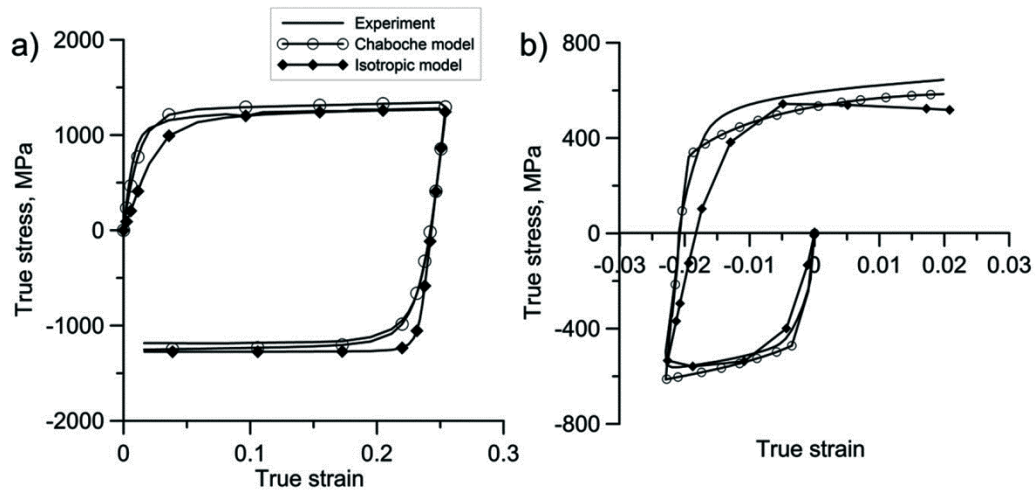 a)
Experiment
Chaboche model
Isotropic model
2000
1000
0
-1000
-2000
True stress, MPa
0 0.1 0.2 0.3
True strain
b)
800
400
0
-400
-800
True stress, MPa
-0.03 -0.02 -0.01 0 0.01 0.02 0.03
True strain